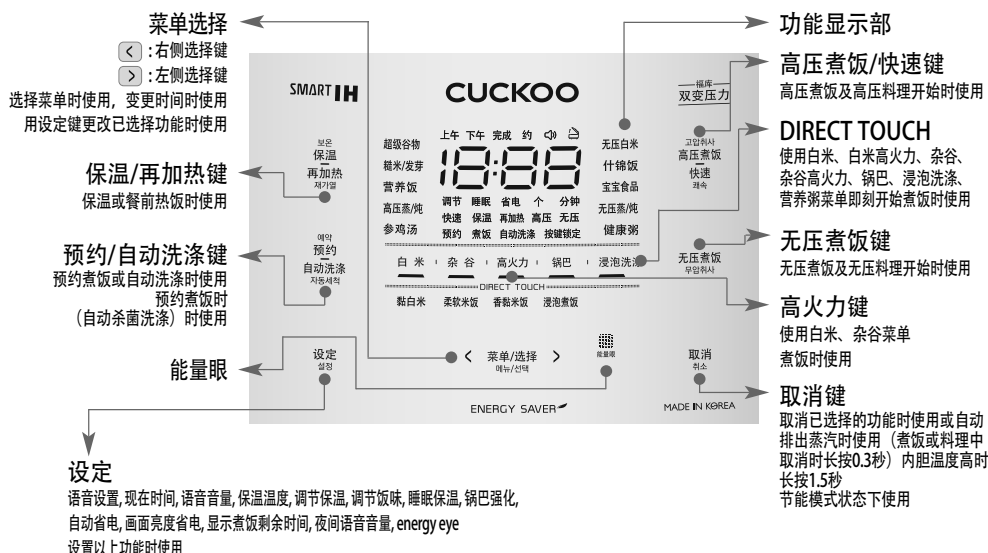 菜单选择
< : 右侧选择键
> : 左侧选择键
选择菜单时使用，变更时间时使用
用设定键更改已选择功能时使用
保温/再加热键
保温或餐前热饭时使用
预约/自动洗涤键
预约煮饭或自动洗涤时使用
预约煮饭时
（自动杀菌洗涤）时使用
能量眼
设定
语音设置, 现在时间, 语音音量, 保温温度, 调节保温, 调节饭味, 睡眠保温, 锅巴强化,
自动省电, 画面亮度省电, 显示煮饭剩余时间, 夜间语音音量, energy eye
设置以上功能时使用
SMART IH
CUCKOO
福库
双变压力
보온
保温
再加热
재가열
예약
预约
自动洗涤
자동세척
设定
설정
超级谷物
糙米/发芽
营养饭
高压蒸/炖
参鸡汤
上午 下午 完成 约
18:88
调节 睡眠 省电 个 分钟
快速 保温 再加热 高压 无压
预约 煮饭 自动洗涤 按键锁定
无压白米
什锦饭
宝宝食品
无压蒸/炖
健康粥
白 米 杂 谷 高火力 锅巴 浸泡洗涤
DIRECT TOUCH
黏白米 柔软米饭 香黏米饭 浸泡煮饭
< 菜单/选择 >
메뉴/선택
能量眼
ENERGY SAVER
고압취사
高压煮饭
快速
쾌속
无压煮饭
무압취사
取消
취소
MADE IN KOREA
功能显示部
高压煮饭/快速键
高压煮饭及高压料理开始时使用
DIRECT TOUCH
使用白米、白米高火力、杂谷、
杂谷高火力、锅巴、浸泡洗涤、
营养粥菜单即刻开始煮饭时使用
无压煮饭键
无压煮饭及无压料理开始时使用
高火力键
使用白米、杂谷菜单
煮饭时使用
取消键
取消已选择的功能时使用或自动
排出蒸汽时使用（煮饭或料理中
取消时长按0.3秒）内胆温度高时
长按1.5秒
节能模式状态下使用